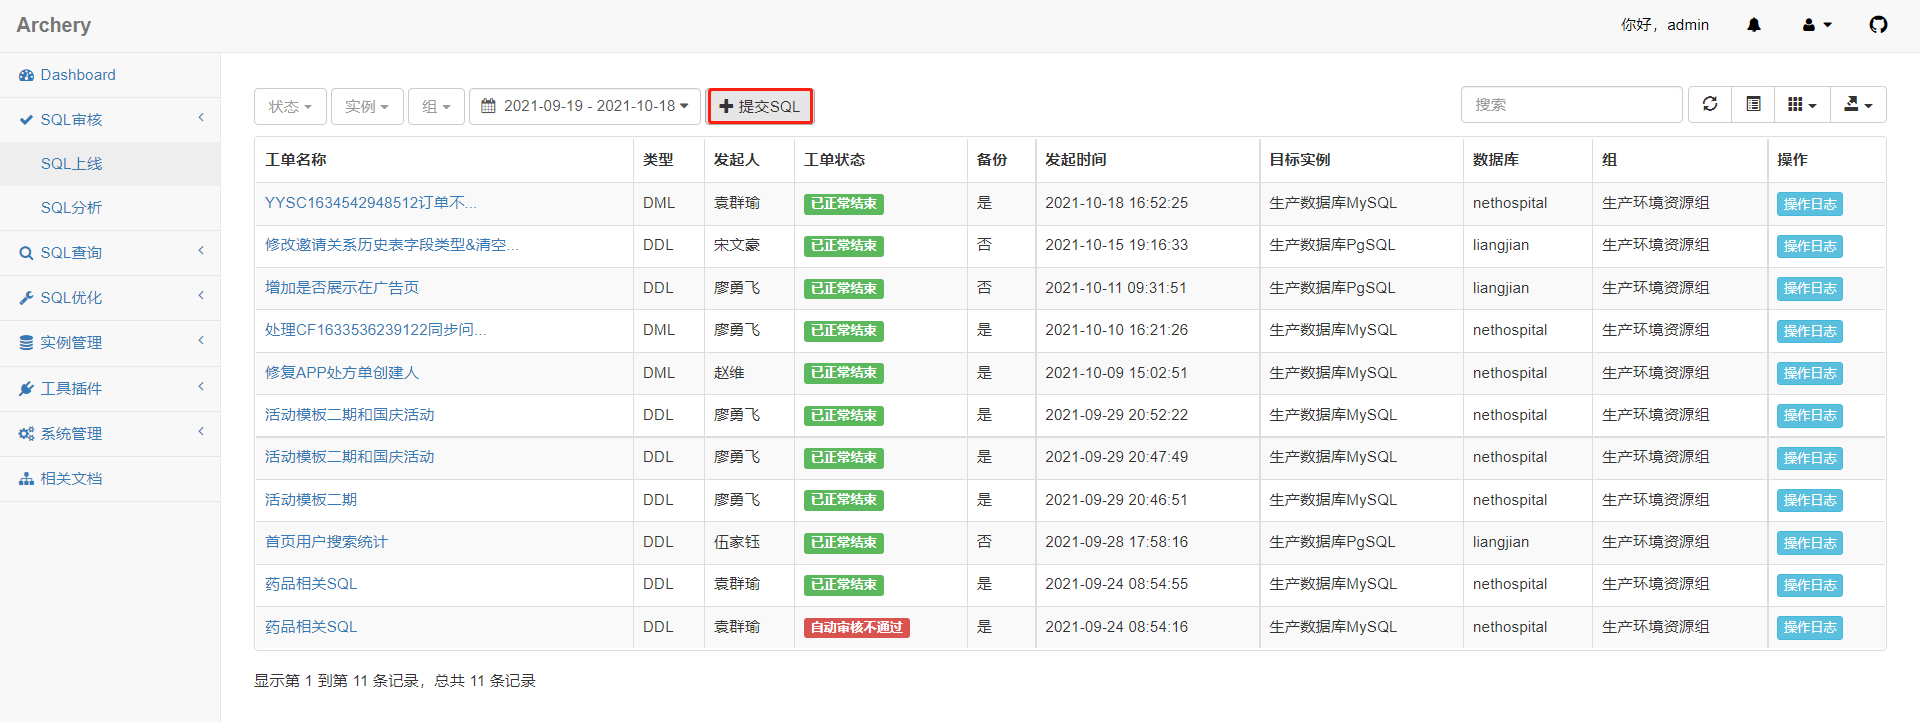 Archery
你好，admin
Dashboard
SQL审核
SQL上线
SQL分析
SQL查询
SQL优化
实例管理
工具插件
系统管理
相关文档
状态 实例 组 2021-09-19 - 2021-10-18 提交SQL 搜索
工单名称 类型 发起人 工单状态 备份 发起时间 目标实例 数据库 组 操作
YYSC1634542948512订单不... DML 袁群瑜 已正常结束 是 2021-10-18 16:52:25 生产数据库MySQL nethospital 生产环境资源组 操作日志
修改邀请关系历史表字段类型&清空... DDL 宋文豪 已正常结束 否 2021-10-15 19:16:33 生产数据库PgSQL liangjian 生产环境资源组 操作日志
增加是否展示在广告页 DDL 廖勇飞 已正常结束 否 2021-10-11 09:31:51 生产数据库PgSQL liangjian 生产环境资源组 操作日志
处理CF1633536239122同步问... DML 廖勇飞 已正常结束 是 2021-10-10 16:21:26 生产数据库MySQL nethospital 生产环境资源组 操作日志
修复APP处方单创建人 DML 赵维 已正常结束 是 2021-10-09 15:02:51 生产数据库MySQL nethospital 生产环境资源组 操作日志
活动模板二期和国庆活动 DDL 廖勇飞 已正常结束 是 2021-09-29 20:52:22 生产数据库MySQL nethospital 生产环境资源组 操作日志
活动模板二期和国庆活动 DDL 廖勇飞 已正常结束 是 2021-09-29 20:47:49 生产数据库MySQL nethospital 生产环境资源组 操作日志
活动模板二期 DDL 廖勇飞 已正常结束 是 2021-09-29 20:46:51 生产数据库MySQL nethospital 生产环境资源组 操作日志
首页用户搜索统计 DDL 伍家钰 已正常结束 否 2021-09-28 17:58:16 生产数据库PgSQL liangjian 生产环境资源组 操作日志
药品相关SQL DDL 袁群瑜 已正常结束 是 2021-09-24 08:54:55 生产数据库MySQL nethospital 生产环境资源组 操作日志
药品相关SQL DDL 袁群瑜 自动审核不通过 是 2021-09-24 08:54:16 生产数据库MySQL nethospital 生产环境资源组 操作日志
显示第 1 到第 11 条记录，总共 11 条记录